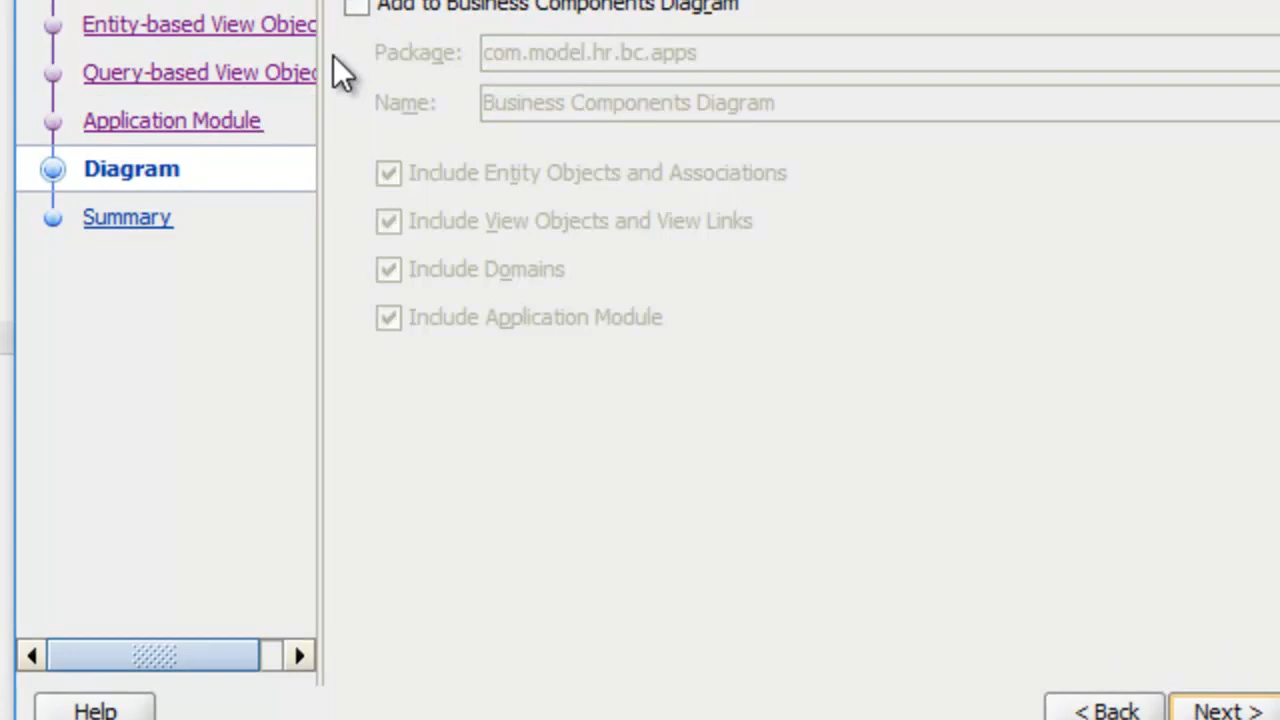 Add to Business Components Diagram
Entity-based View Objec
Package: com.model.hr.bc.apps
Query-based View Objec
Name: Business Components Diagram
Application Module
Diagram
Include Entity Objects and Associations
Summary
Include View Objects and View Links
Include Domains
Include Application Module
Help
< Back
Next >